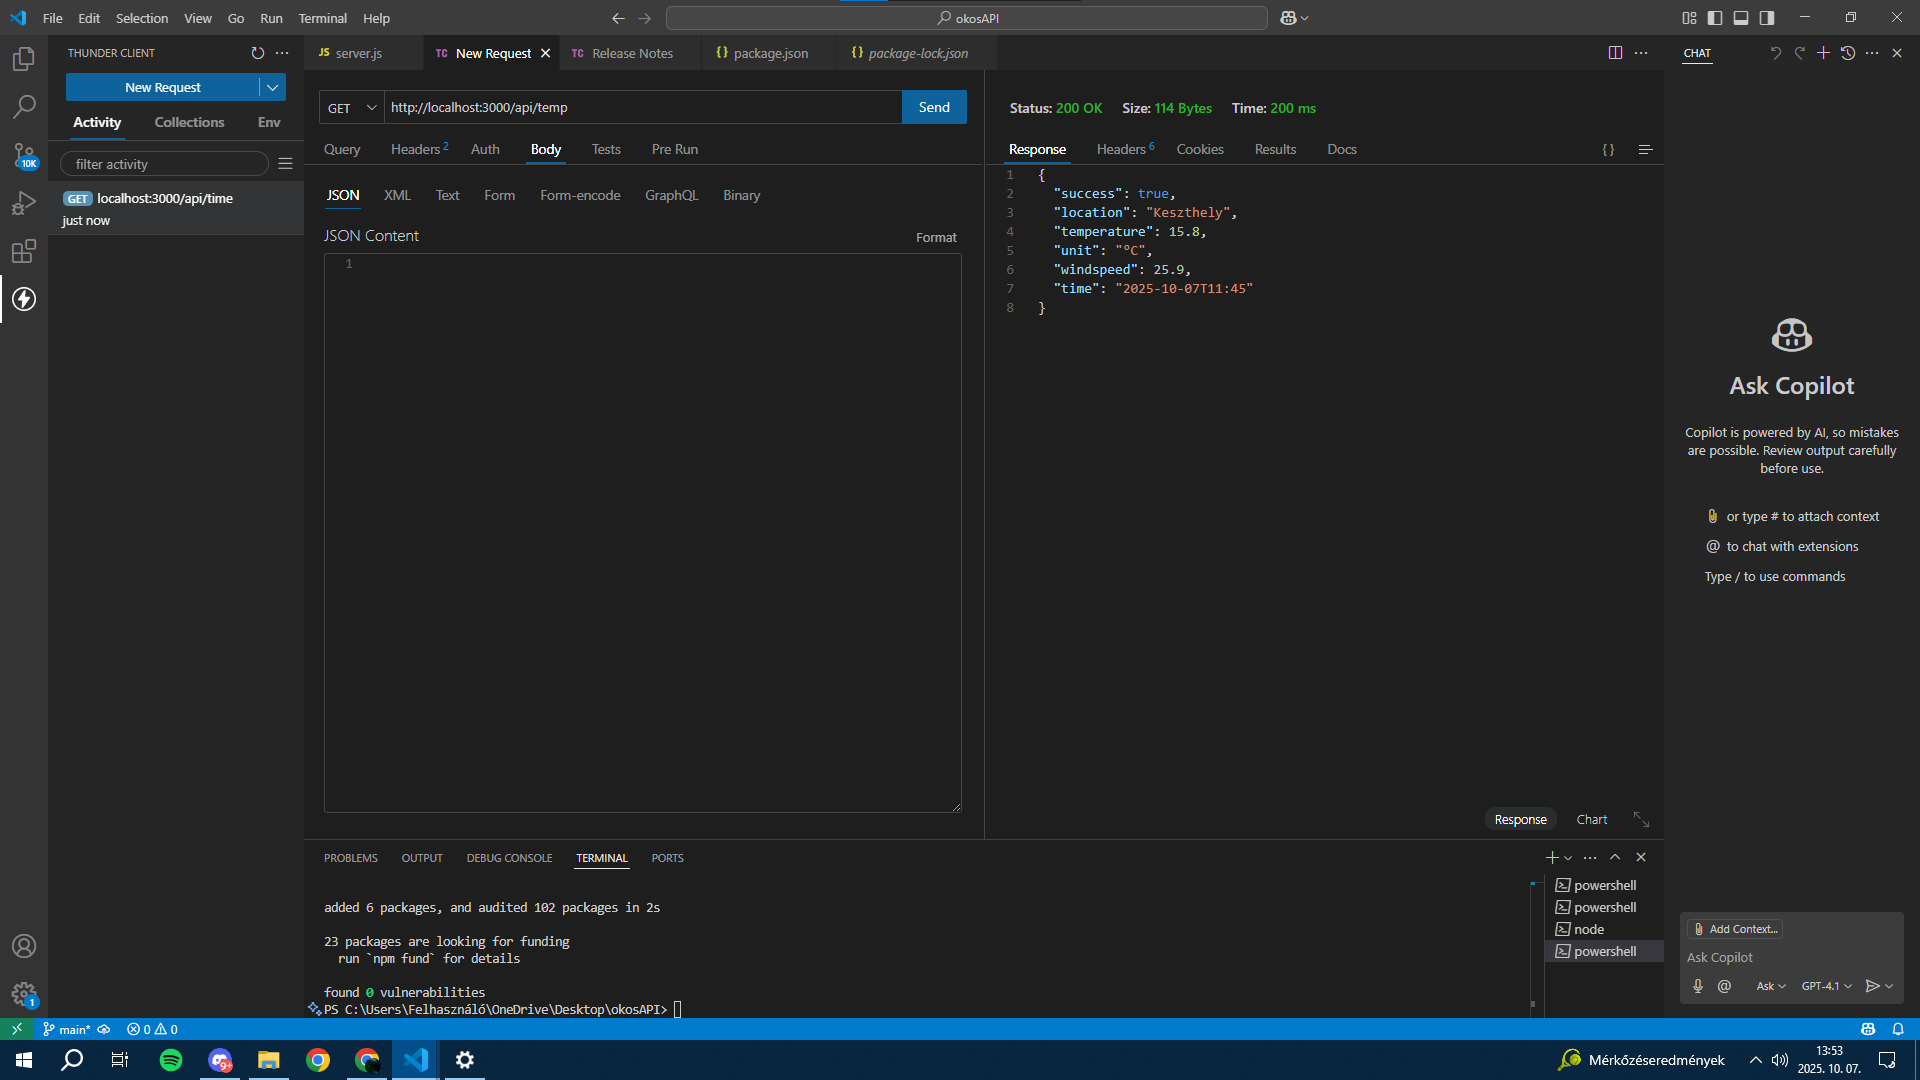 File Edit Selection View Go Run Terminal Help
okosAPI
THUNDER CLIENT
New Request
Activity Collections Env
filter activity
GET localhost:3000/api/time
just now
10K
1
JS server.js
TC New Request
TC Release Notes
{} package.json
{} package-lock.json
GET http://localhost:3000/api/temp Send
Query Headers 2 Auth Body Tests Pre Run
JSON XML Text Form Form-encode GraphQL Binary
JSON Content Format
1
Status: 200 OK Size: 114 Bytes Time: 200 ms
Response Headers 6 Cookies Results Docs { }
1 {
2 "success": true,
3 "location": "Keszthely",
4 "temperature": 15.8,
5 "unit": "°C",
6 "windspeed": 25.9,
7 "time": "2025-10-07T11:45"
8 }
Response Chart
PROBLEMS OUTPUT DEBUG CONSOLE TERMINAL PORTS
added 6 packages, and audited 102 packages in 2s
23 packages are looking for funding
run `npm fund` for details
found 0 vulnerabilities
PS C:\Users\Felhasználó\OneDrive\Desktop\okosAPI>
powershell
powershell
node
powershell
CHAT
Ask Copilot
Copilot is powered by AI, so mistakes
are possible. Review output carefully
before use.
or type # to attach context
@ to chat with extensions
Type / to use commands
Add Context...
Ask Copilot
@ Ask GPT-4.1
main* 0 0
9+
Mérkőzéseredmények
13:53
2025. 10. 07.